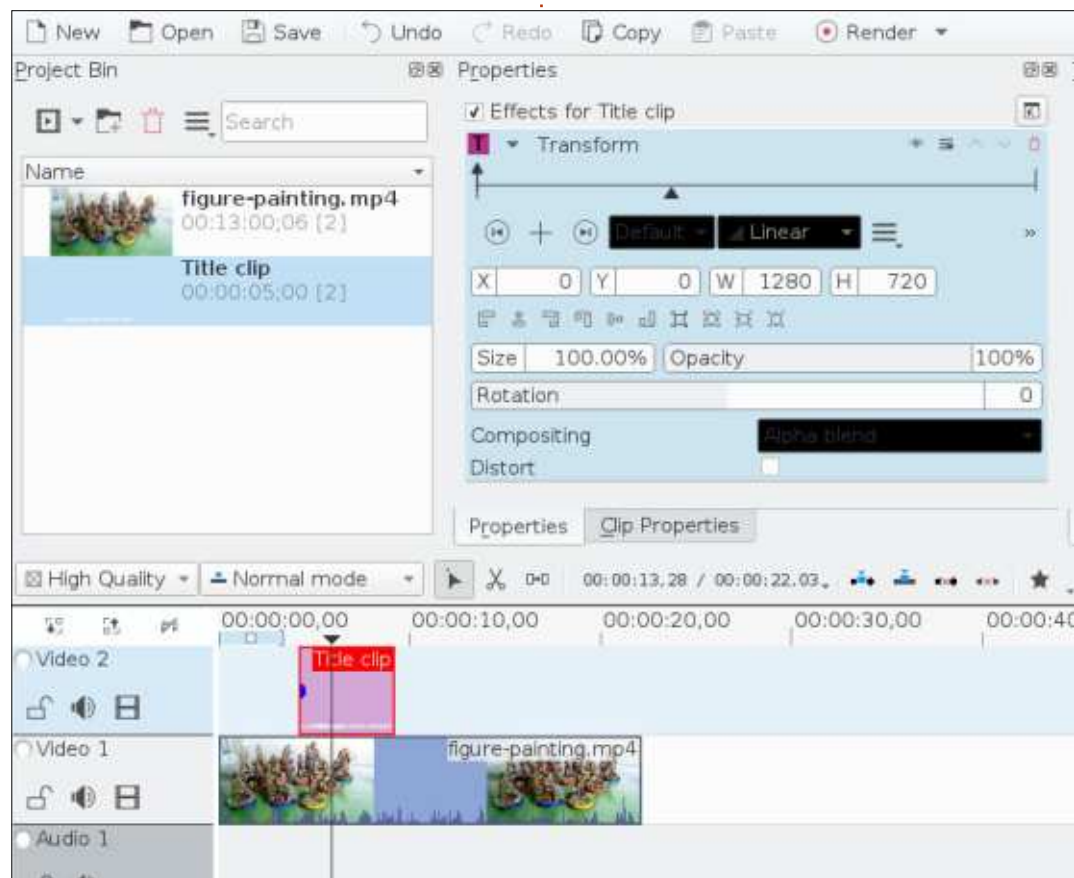 New Open Save Undo Redo Copy Paste Render
Project Bin
Search
Name
figure-painting.mp4
00:13:00;06 [2]
Title clip
00:00:05;00 [2]
Properties
Effects for Title clip
T Transform
Default Linear
X 0 Y 0 W 1280 H 720
Size 100.00% Opacity 100%
Rotation 0
Compositing Alpha blend
Distort
Properties Clip Properties
High Quality Normal mode 00:00:13,28 / 00:00:22,03
00:00:00,00 00:00:10,00 00:00:20,00 00:00:30,00 00:00:40
Video 2
Title clip
Video 1
figure-painting.mp4
Audio 1